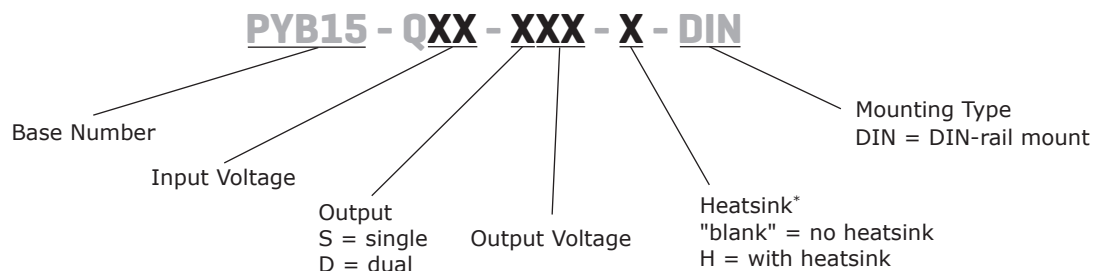 PYB15 - QXX - XXX - X - DIN
Base Number
Input Voltage
Output
S = single
D = dual
Output Voltage
Heatsink*
"blank" = no heatsink
H = with heatsink
Mounting Type
DIN = DIN-rail mount